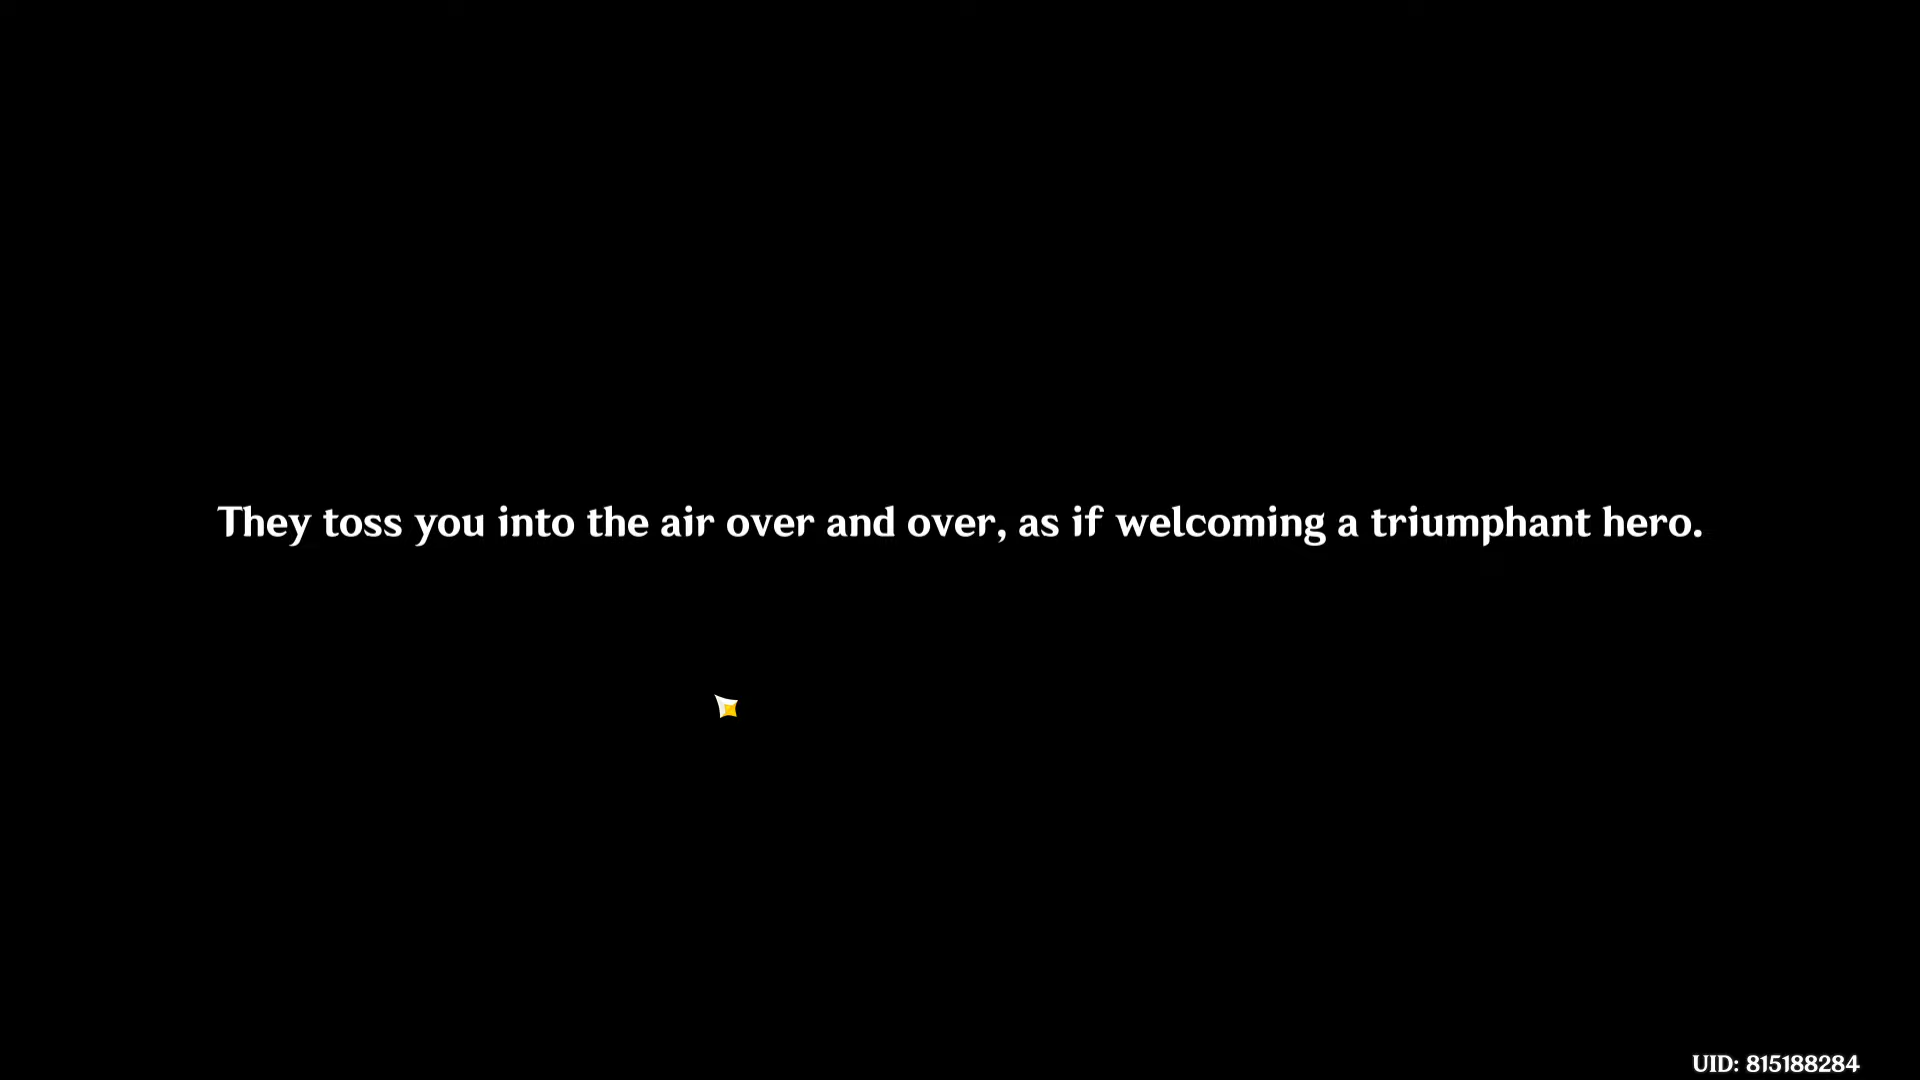 They toss you into the air over and over, as if welcoming a triumphant hero.
UID: 815188284